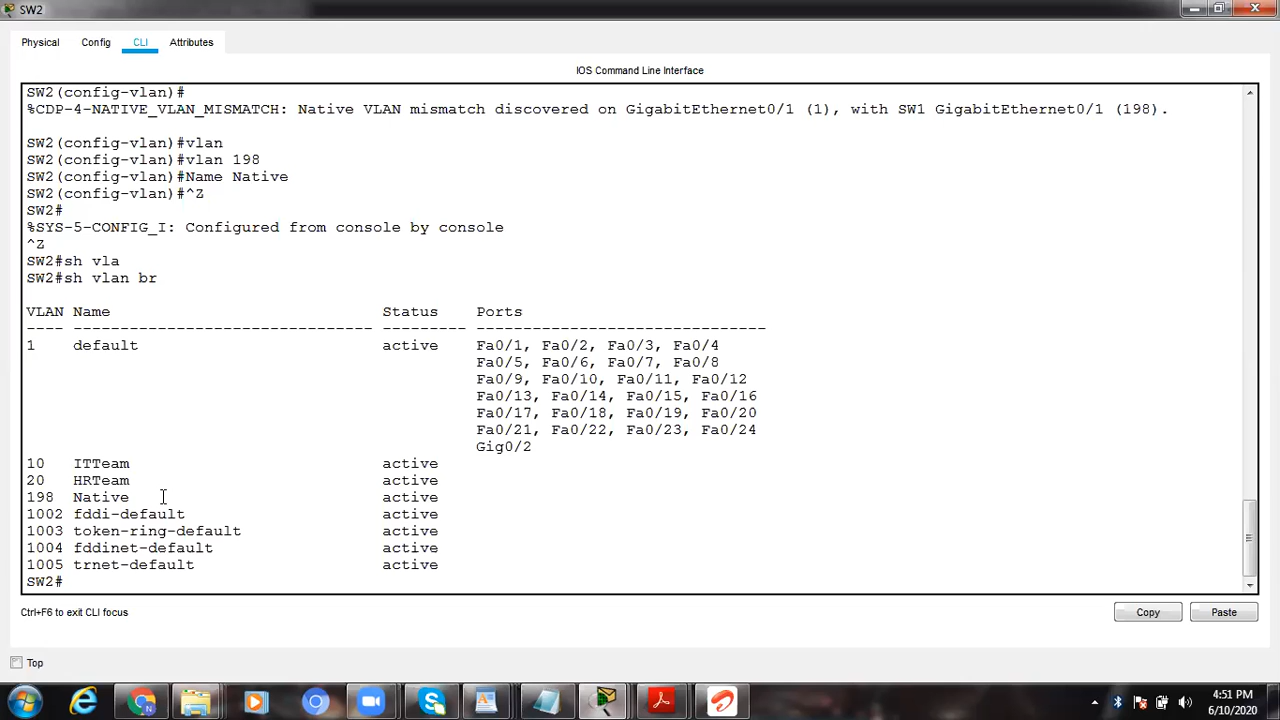 SW2
Physical Config CLI Attributes
IOS Command Line Interface
SW2(config-vlan)#
%CDP-4-NATIVE_VLAN_MISMATCH: Native VLAN mismatch discovered on GigabitEthernet0/1 (1), with SW1 GigabitEthernet0/1 (198).
SW2(config-vlan)#vlan
SW2(config-vlan)#vlan 198
SW2(config-vlan)#Name Native
SW2(config-vlan)#^Z
SW2#
%SYS-5-CONFIG_I: Configured from console by console
^Z
SW2#sh vla
SW2#sh vlan br
VLAN Name Status Ports
---- -------------------------------- --------- -------------------------------
1 default active Fa0/1, Fa0/2, Fa0/3, Fa0/4
Fa0/5, Fa0/6, Fa0/7, Fa0/8
Fa0/9, Fa0/10, Fa0/11, Fa0/12
Fa0/13, Fa0/14, Fa0/15, Fa0/16
Fa0/17, Fa0/18, Fa0/19, Fa0/20
Fa0/21, Fa0/22, Fa0/23, Fa0/24
Gig0/2
10 ITTeam active
20 HRTeam active
198 Native active
1002 fddi-default active
1003 token-ring-default active
1004 fddinet-default active
1005 trnet-default active
SW2#
Ctrl+F6 to exit CLI focus
Copy Paste
Top
4:51 PM
6/10/2020